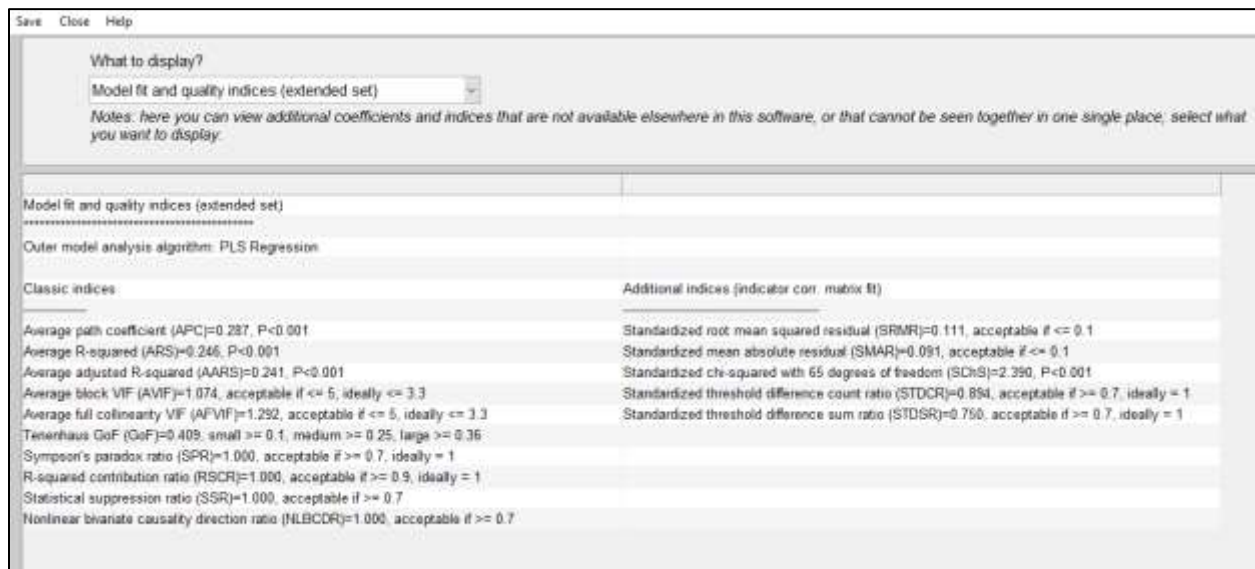 Save Close Help
What to display?
Model fit and quality indices (extended set)
Notes: here you can view additional coefficients and indices that are not available elsewhere in this software, or that cannot be seen together in one single place; select what
you want to display.
Model fit and quality indices (extended set)
**************************************************
Outer model analysis algorithm: PLS Regression
Classic indices
Additional indices (indicator corr. matrix fit)
Average path coefficient (APC)=0.287, P<0.001
Standardized root mean squared residual (SRMR)=0.111, acceptable if <= 0.1
Average R-squared (ARS)=0.246, P<0.001
Standardized mean absolute residual (SMAR)=0.091, acceptable if <= 0.1
Average adjusted R-squared (AARS)=0.241, P<0.001
Standardized chi-squared with 65 degrees of freedom (SChS)=2.390, P<0.001
Average block VIF (AVIF)=1.074, acceptable if <= 5, ideally <= 3.3
Standardized threshold difference count ratio (STDCR)=0.894, acceptable if >= 0.7, ideally = 1
Average full collinearity VIF (AFVIF)=1.292, acceptable if <= 5, ideally <= 3.3
Standardized threshold difference sum ratio (STDSR)=0.750, acceptable if >= 0.7, ideally = 1
Tenenhaus GoF (GoF)=0.409, small >= 0.1, medium >= 0.25, large >= 0.36
Sympson's paradox ratio (SPR)=1.000, acceptable if >= 0.7, ideally = 1
R-squared contribution ratio (RSCR)=1.000, acceptable if >= 0.9, ideally = 1
Statistical suppression ratio (SSR)=1.000, acceptable if >= 0.7
Nonlinear bivariate causality direction ratio (NLBCDR)=1.000, acceptable if >= 0.7